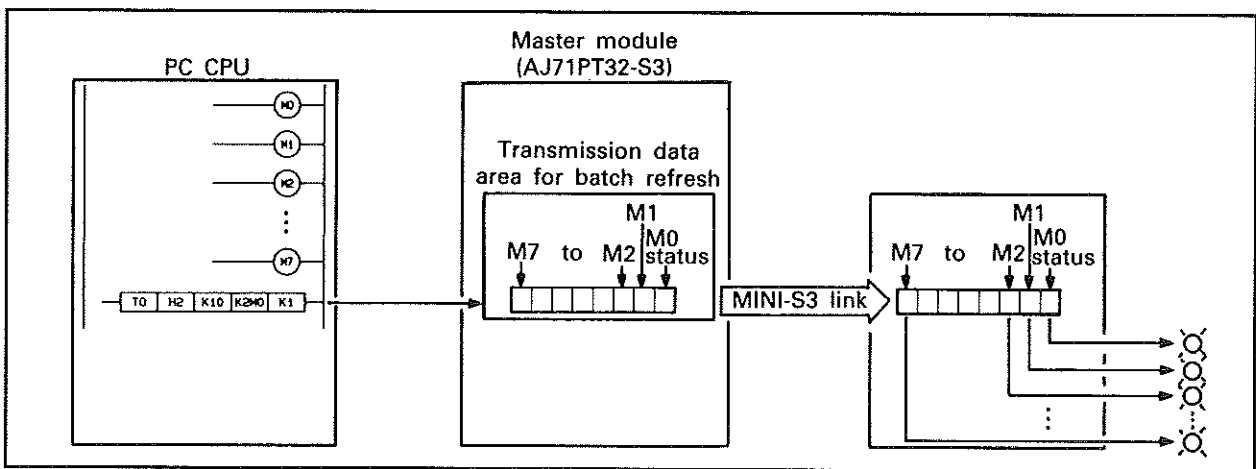 PC CPU
M0
M1
M2
M7
TO H2 K10 K2M0 K1
Master module
(AJ71PT32-S3)
Transmission data
area for batch refresh
M1
M7 to M2 M0
status
MINI-S3 link
M1
M7 to M2 M0
status